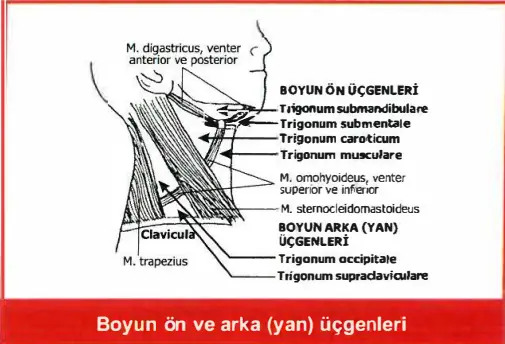 M. digastricus, venter
anterior ve posterior
BOYUN ÖN ÜÇGENLERİ
Trigonum submandibulare
Trigonum submentale
Trigonum caroticum
Trigonum musculare
M. omohyoideus, venter
superior ve inferior
M. sternocleidomastoideus
BOYUN ARKA (YAN)
ÜÇGENLERİ
Clavicula
M. trapezius
Trigonum occipitale
Trigonum supraclaviculare
Boyun ön ve arka (yan) üçgenleri